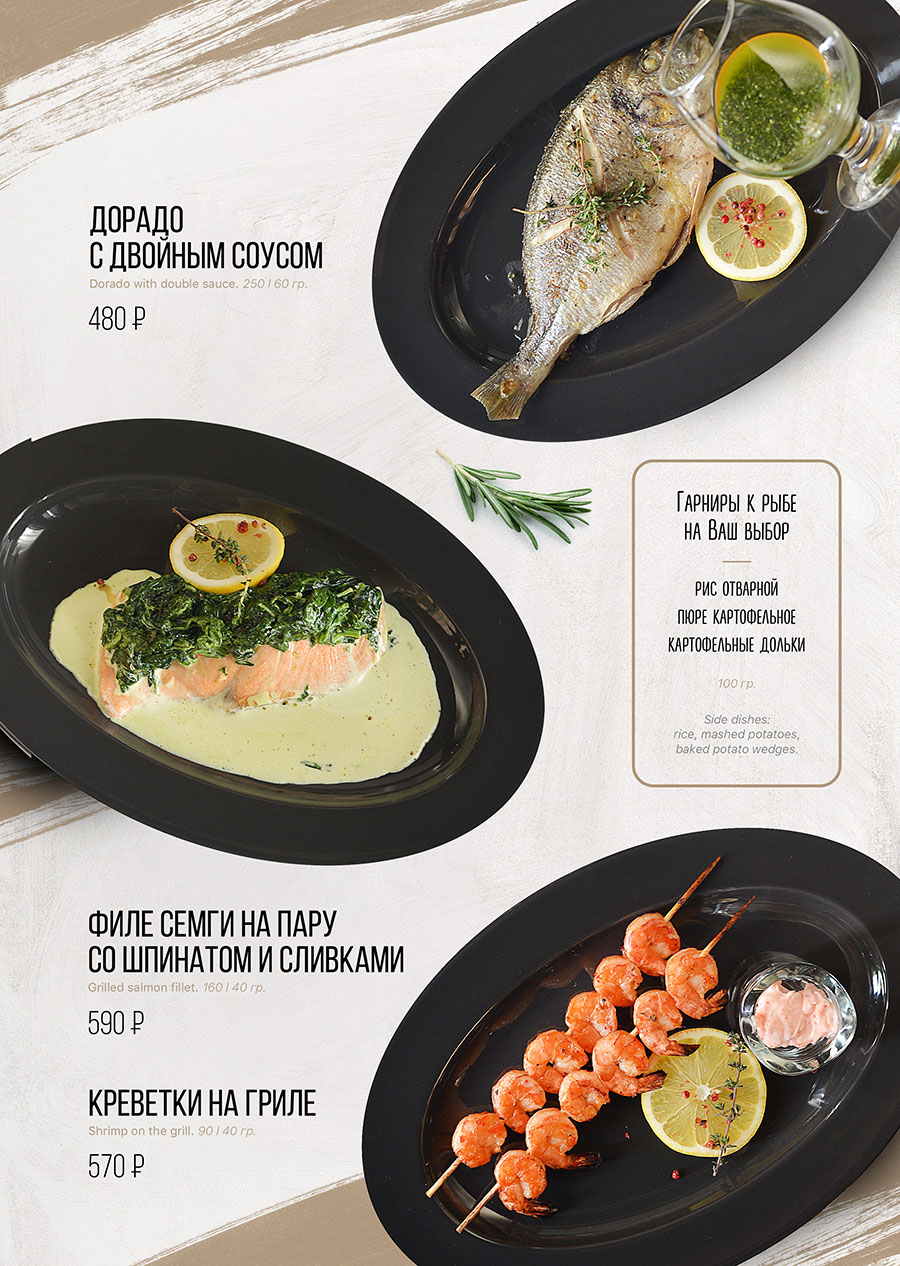 ДОРАДО
С ДВОЙНЫМ СОУСОМ
Dorado with double sauce. 250 I 60 гр.
480 ₽
Гарниры к рыбе
на Ваш выбор
рис отварной
пюре картофельное
картофельные дольки
100 гр.
Side dishes:
rice, mashed potatoes,
baked potato wedges.
ФИЛЕ СЕМГИ НА ПАРУ
СО ШПИНАТОМ И СЛИВКАМИ
Grilled salmon fillet. 160 I 40 гр.
590 ₽
КРЕВЕТКИ НА ГРИЛЕ
Shrimp on the grill. 90 I 40 гр.
570 ₽